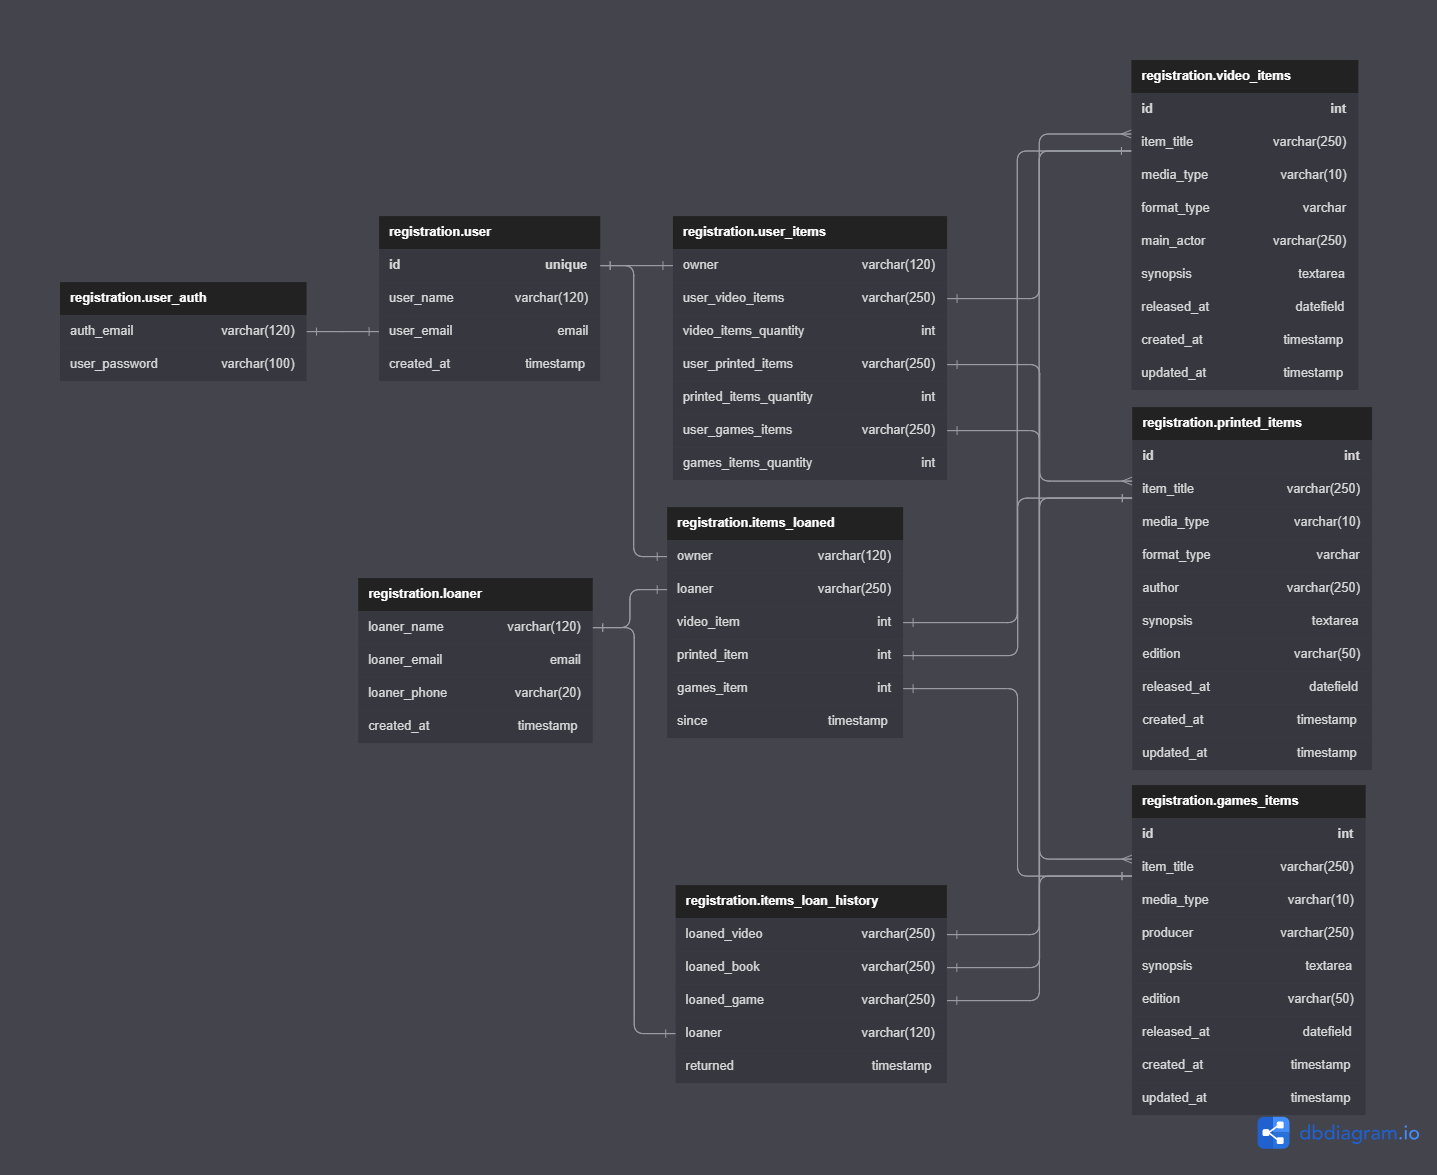 registration.user_auth
auth_email varchar(120)
user_password varchar(100)
registration.user
id unique
user_name varchar(120)
user_email email
created_at timestamp
registration.loaner
loaner_name varchar(120)
loaner_email email
loaner_phone varchar(20)
created_at timestamp
registration.user_items
owner varchar(120)
user_video_items varchar(250)
video_items_quantity int
user_printed_items varchar(250)
printed_items_quantity int
user_games_items varchar(250)
games_items_quantity int
registration.items_loaned
owner varchar(120)
loaner varchar(250)
video_item int
printed_item int
games_item int
since timestamp
registration.items_loan_history
loaned_video varchar(250)
loaned_book varchar(250)
loaned_game varchar(250)
loaner varchar(120)
returned timestamp
registration.video_items
id int
item_title varchar(250)
media_type varchar(10)
format_type varchar
main_actor varchar(250)
synopsis textarea
released_at datefield
created_at timestamp
updated_at timestamp
registration.printed_items
id int
item_title varchar(250)
media_type varchar(10)
format_type varchar
author varchar(250)
synopsis textarea
edition varchar(50)
released_at datefield
created_at timestamp
updated_at timestamp
registration.games_items
id int
item_title varchar(250)
media_type varchar(10)
producer varchar(250)
synopsis textarea
edition varchar(50)
released_at datefield
created_at timestamp
updated_at timestamp
dbdiagram.io